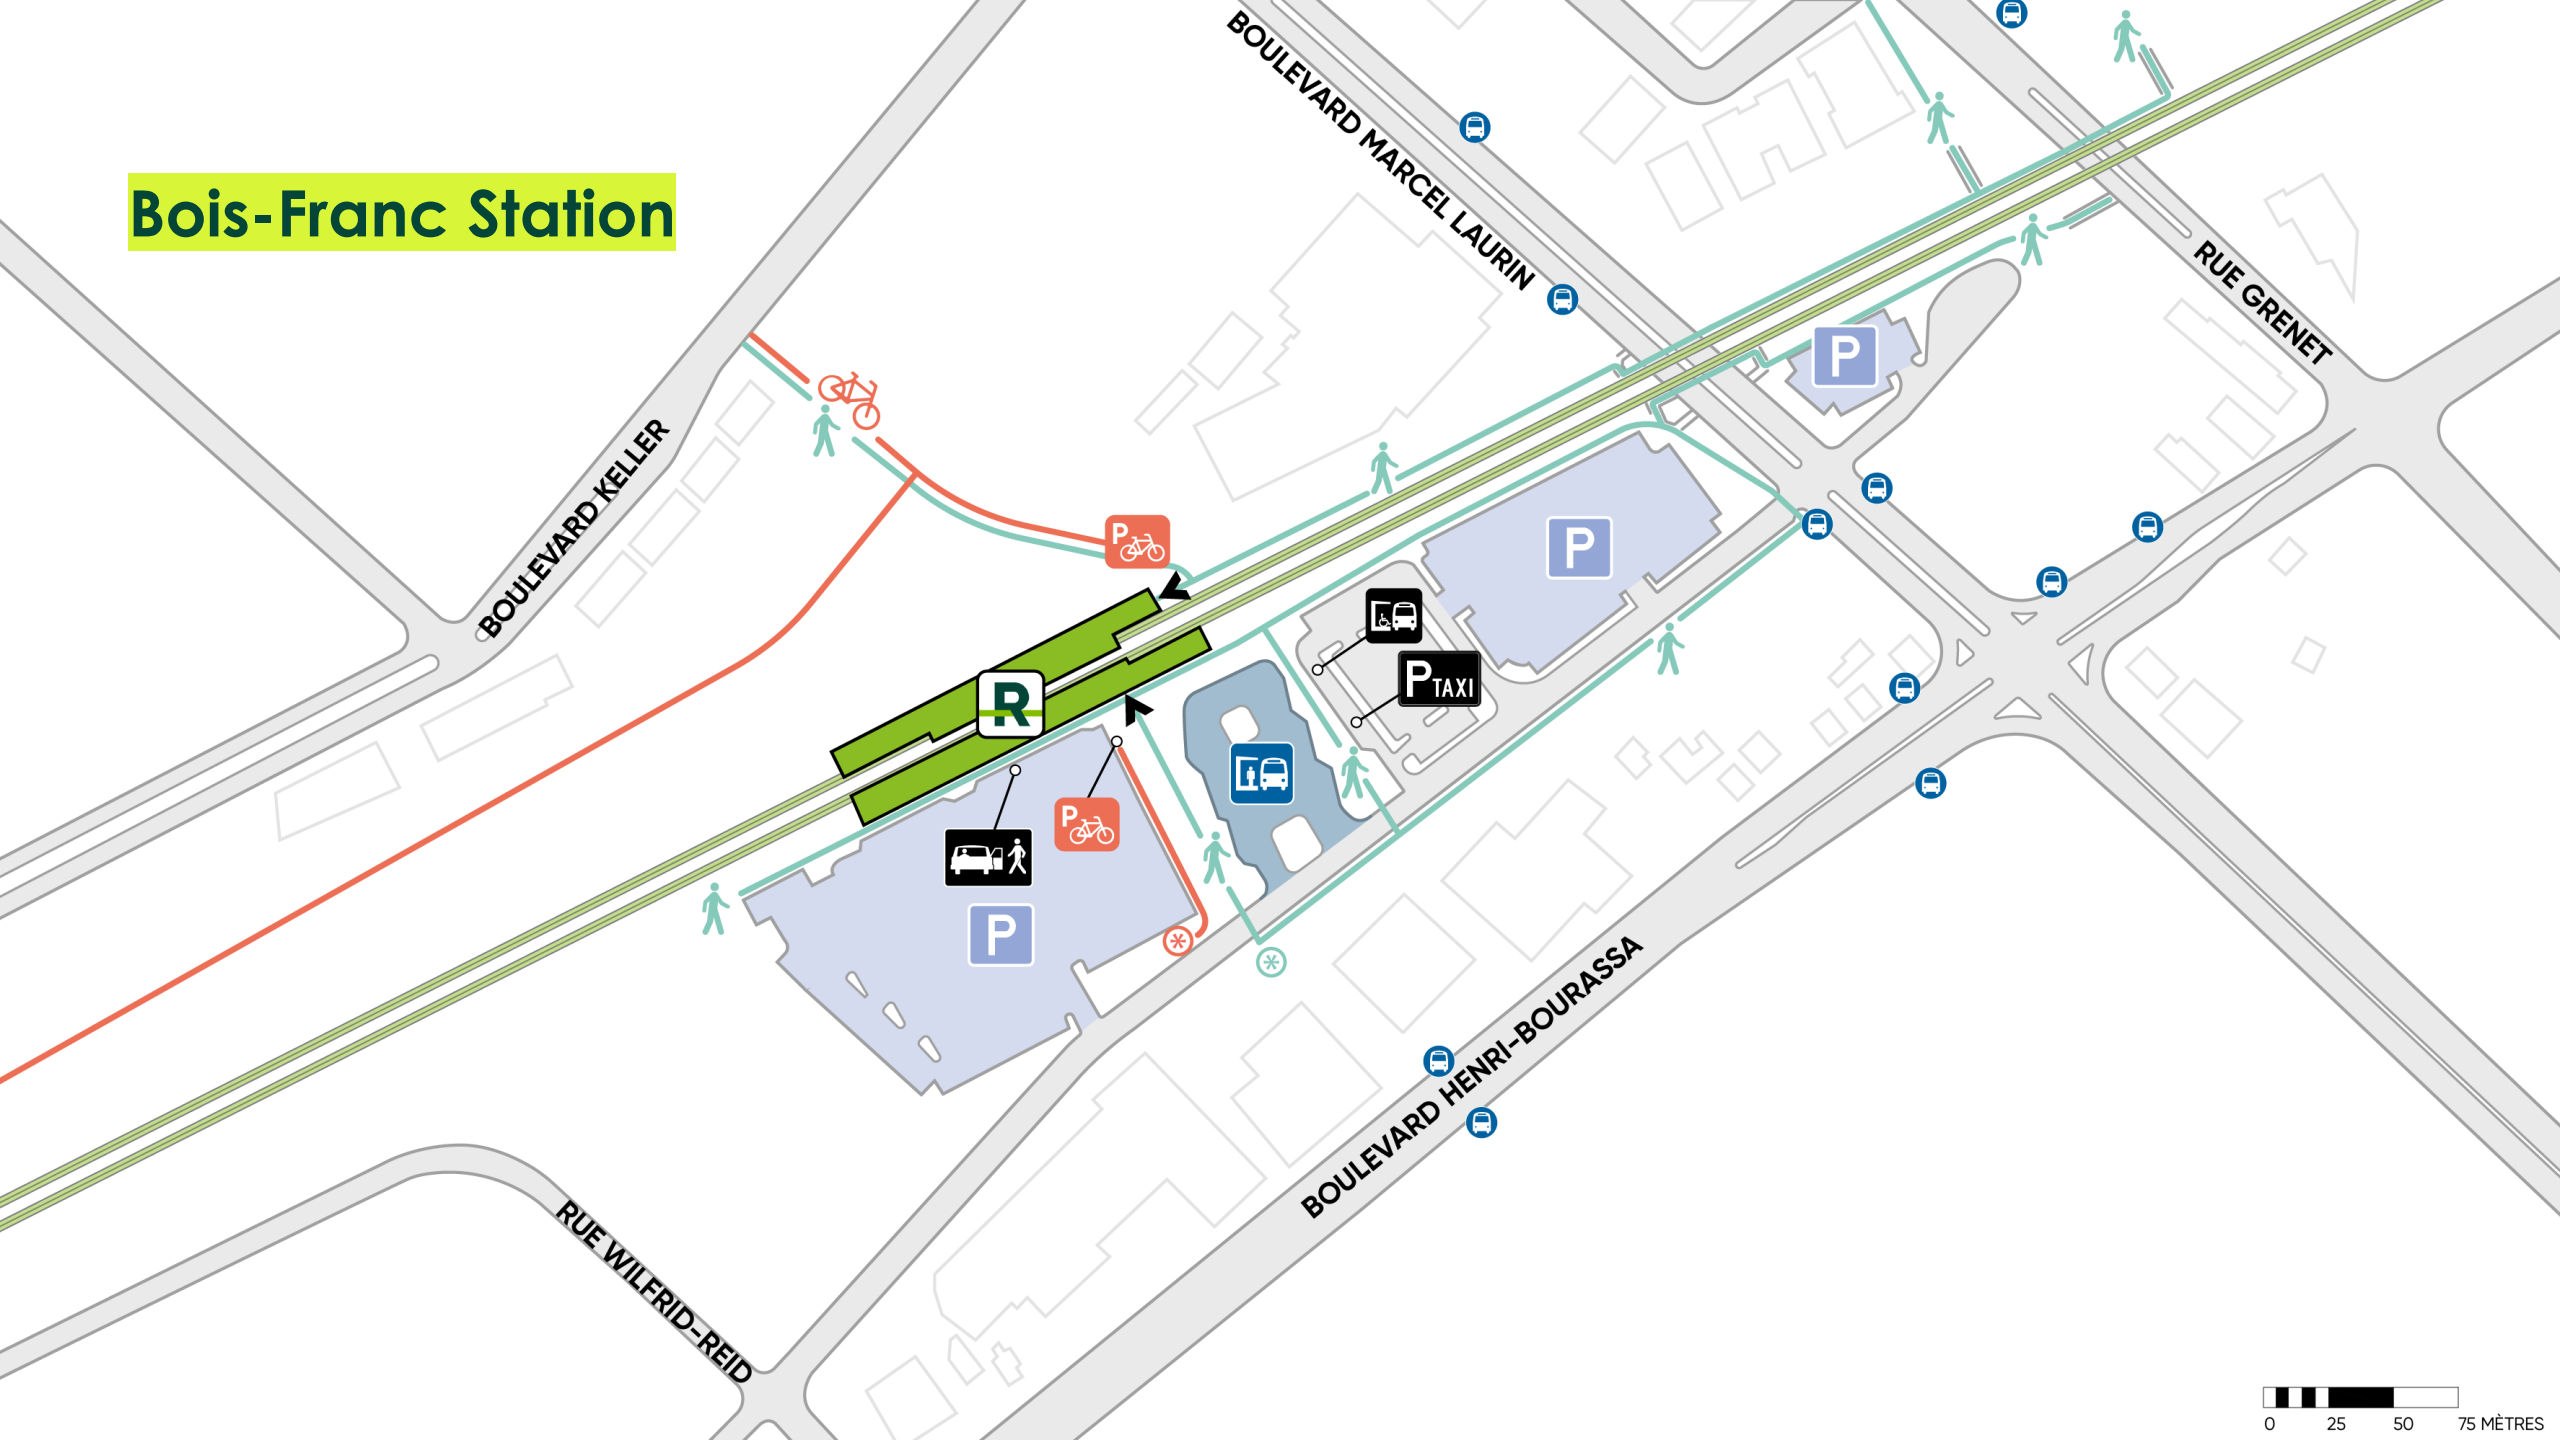 Bois-Franc Station
BOULEVARD MARCEL LAURIN
RUE GRENET
BOULEVARD KELLER
P
P
P
P TAXI
R
P
P
BOULEVARD HENRI-BOURASSA
RUE WILFRID-REID
0 25 50 75 MÈTRES